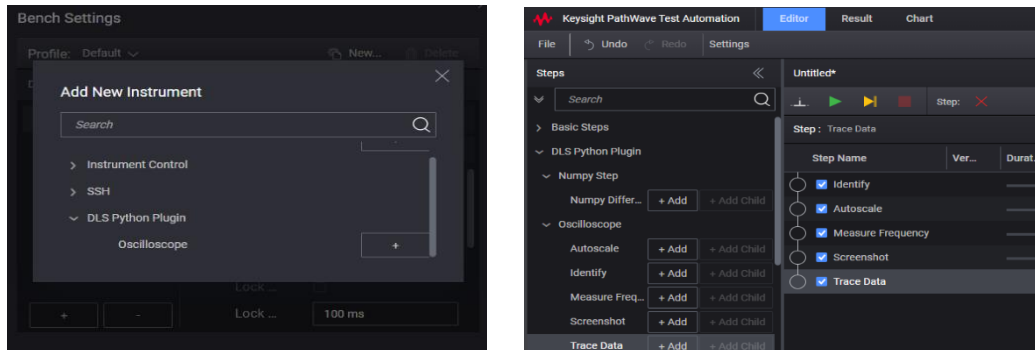 Bench Settings
Profile: Default
New... Delete
Add New Instrument
Search
Instrument Control
SSH
DLS Python Plugin
Oscilloscope +
Lock ...
+ - Lock ... 100 ms
Keysight PathWave Test Automation Editor Result Chart
File Undo Redo Settings
Steps
Search
Basic Steps
DLS Python Plugin
Numpy Step
Numpy Differ... + Add + Add Child
Oscilloscope
Autoscale + Add + Add Child
Identify + Add + Add Child
Measure Freq... + Add + Add Child
Screenshot + Add + Add Child
Trace Data + Add + Add Child
Untitled*
Step:
Step : Trace Data
Step Name Ver... Durat.
Identify
Autoscale
Measure Frequency
Screenshot
Trace Data